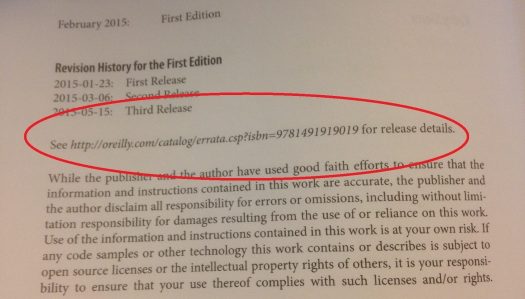 February 2015: First Edition
Revision History for the First Edition
2015-01-23: First Release
2015-03-06: Second Release
2015-05-15: Third Release
See http://oreilly.com/catalog/errata.csp?isbn=9781491919019 for release details.
While the publisher and the author have used good faith efforts to ensure that the
information and instructions contained in this work are accurate, the publisher and
the author disclaim all responsibility for errors or omissions, including without limi‐
tation responsibility for damages resulting from the use of or reliance on this work.
Use of the information and instructions contained in this work is at your own risk. If
any code samples or other technology this work contains or describes is subject to
open source licenses or the intellectual property rights of others, it is your responsi‐
bility to ensure that your use thereof complies with such licenses and/or rights.